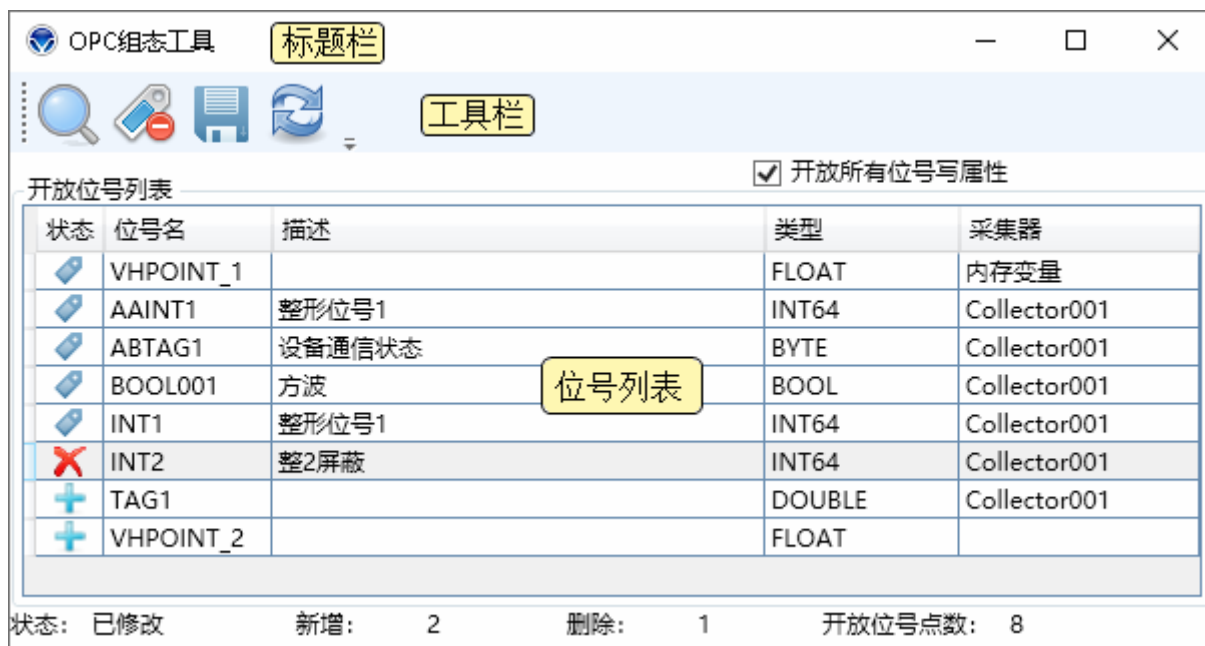 OPC组态工具 标题栏
工具栏
开放位号列表 开放所有位号写属性
状态 位号名 描述 类型 采集器
VHPOINT_1 FLOAT 内存变量
AAINT1 整形位号1 INT64 Collector001
ABTAG1 设备通信状态 BYTE Collector001
BOOL001 方波 位号列表 BOOL Collector001
INT1 整形位号1 INT64 Collector001
INT2 整2屏蔽 INT64 Collector001
TAG1 DOUBLE Collector001
VHPOINT_2 FLOAT
状态: 已修改 新增: 2 删除: 1 开放位号点数: 8